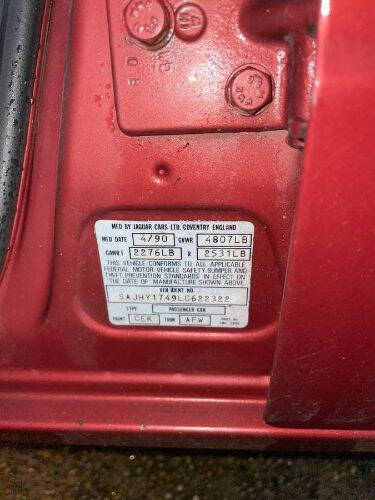 MFD BY JAGUAR CARS LTD. COVENTRY ENGLAND
MFD DATE 4/90 GVWR 4807LB
GAWR F 2276LB R 2531LB
THIS VEHICLE CONFORMS TO ALL APPLICABLE
FEDERAL MOTOR VEHICLE SAFETY BUMPER AND
THEFT PREVENTION STANDARDS IN EFFECT ON
THE DATE OF MANUFACTURE SHOWN ABOVE.
VEH IDENT NO
SAJHY1749LC622322
TYPE PASSENGER CAR
PAINT CEK TRIM AFW